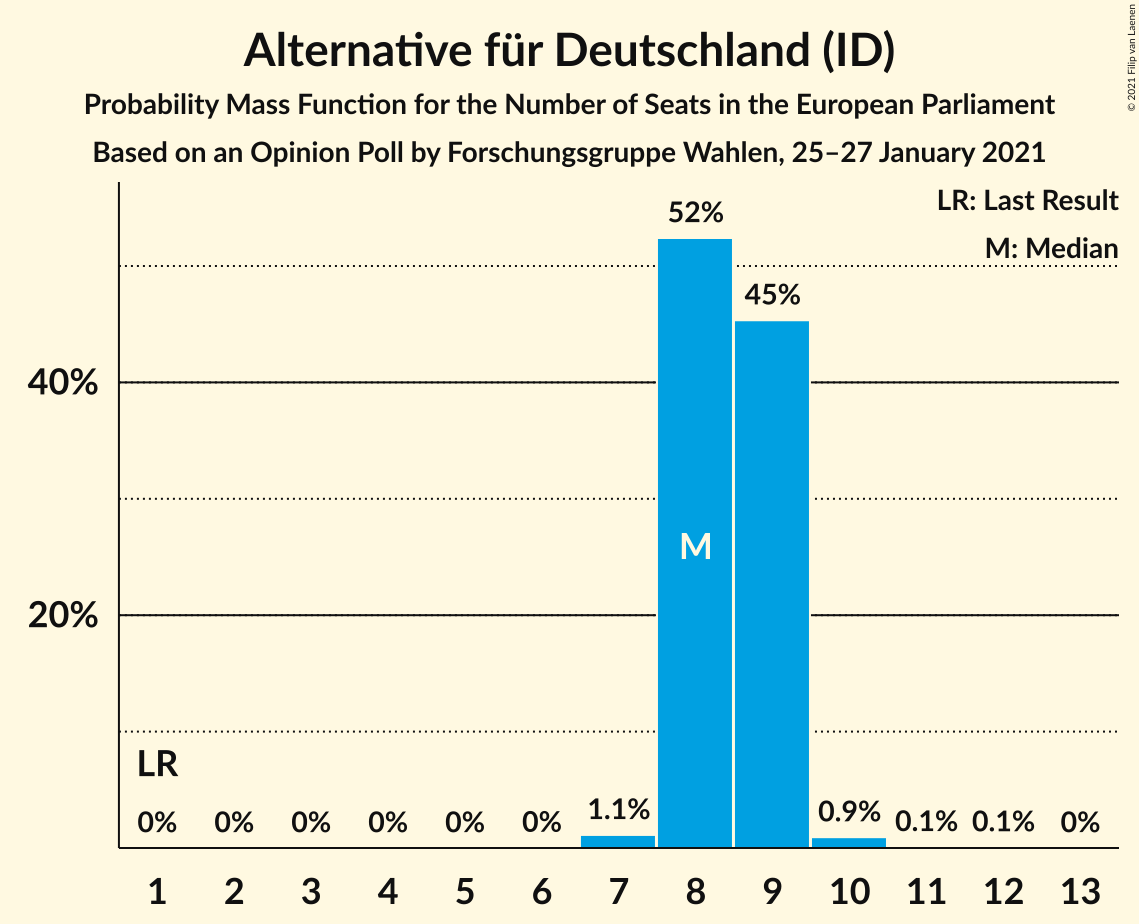 Alternative für Deutschland (ID)
Probability Mass Function for the Number of Seats in the European Parliament
Based on an Opinion Poll by Forschungsgruppe Wahlen, 25–27 January 2021
© 2021 Filip van Laenen
LR: Last Result
M: Median
52%
45%
40%
M
20%
LR
0% 0% 0% 0% 0% 0% 1.1% 0.9% 0.1% 0.1% 0%
1 2 3 4 5 6 7 8 9 10 11 12 13